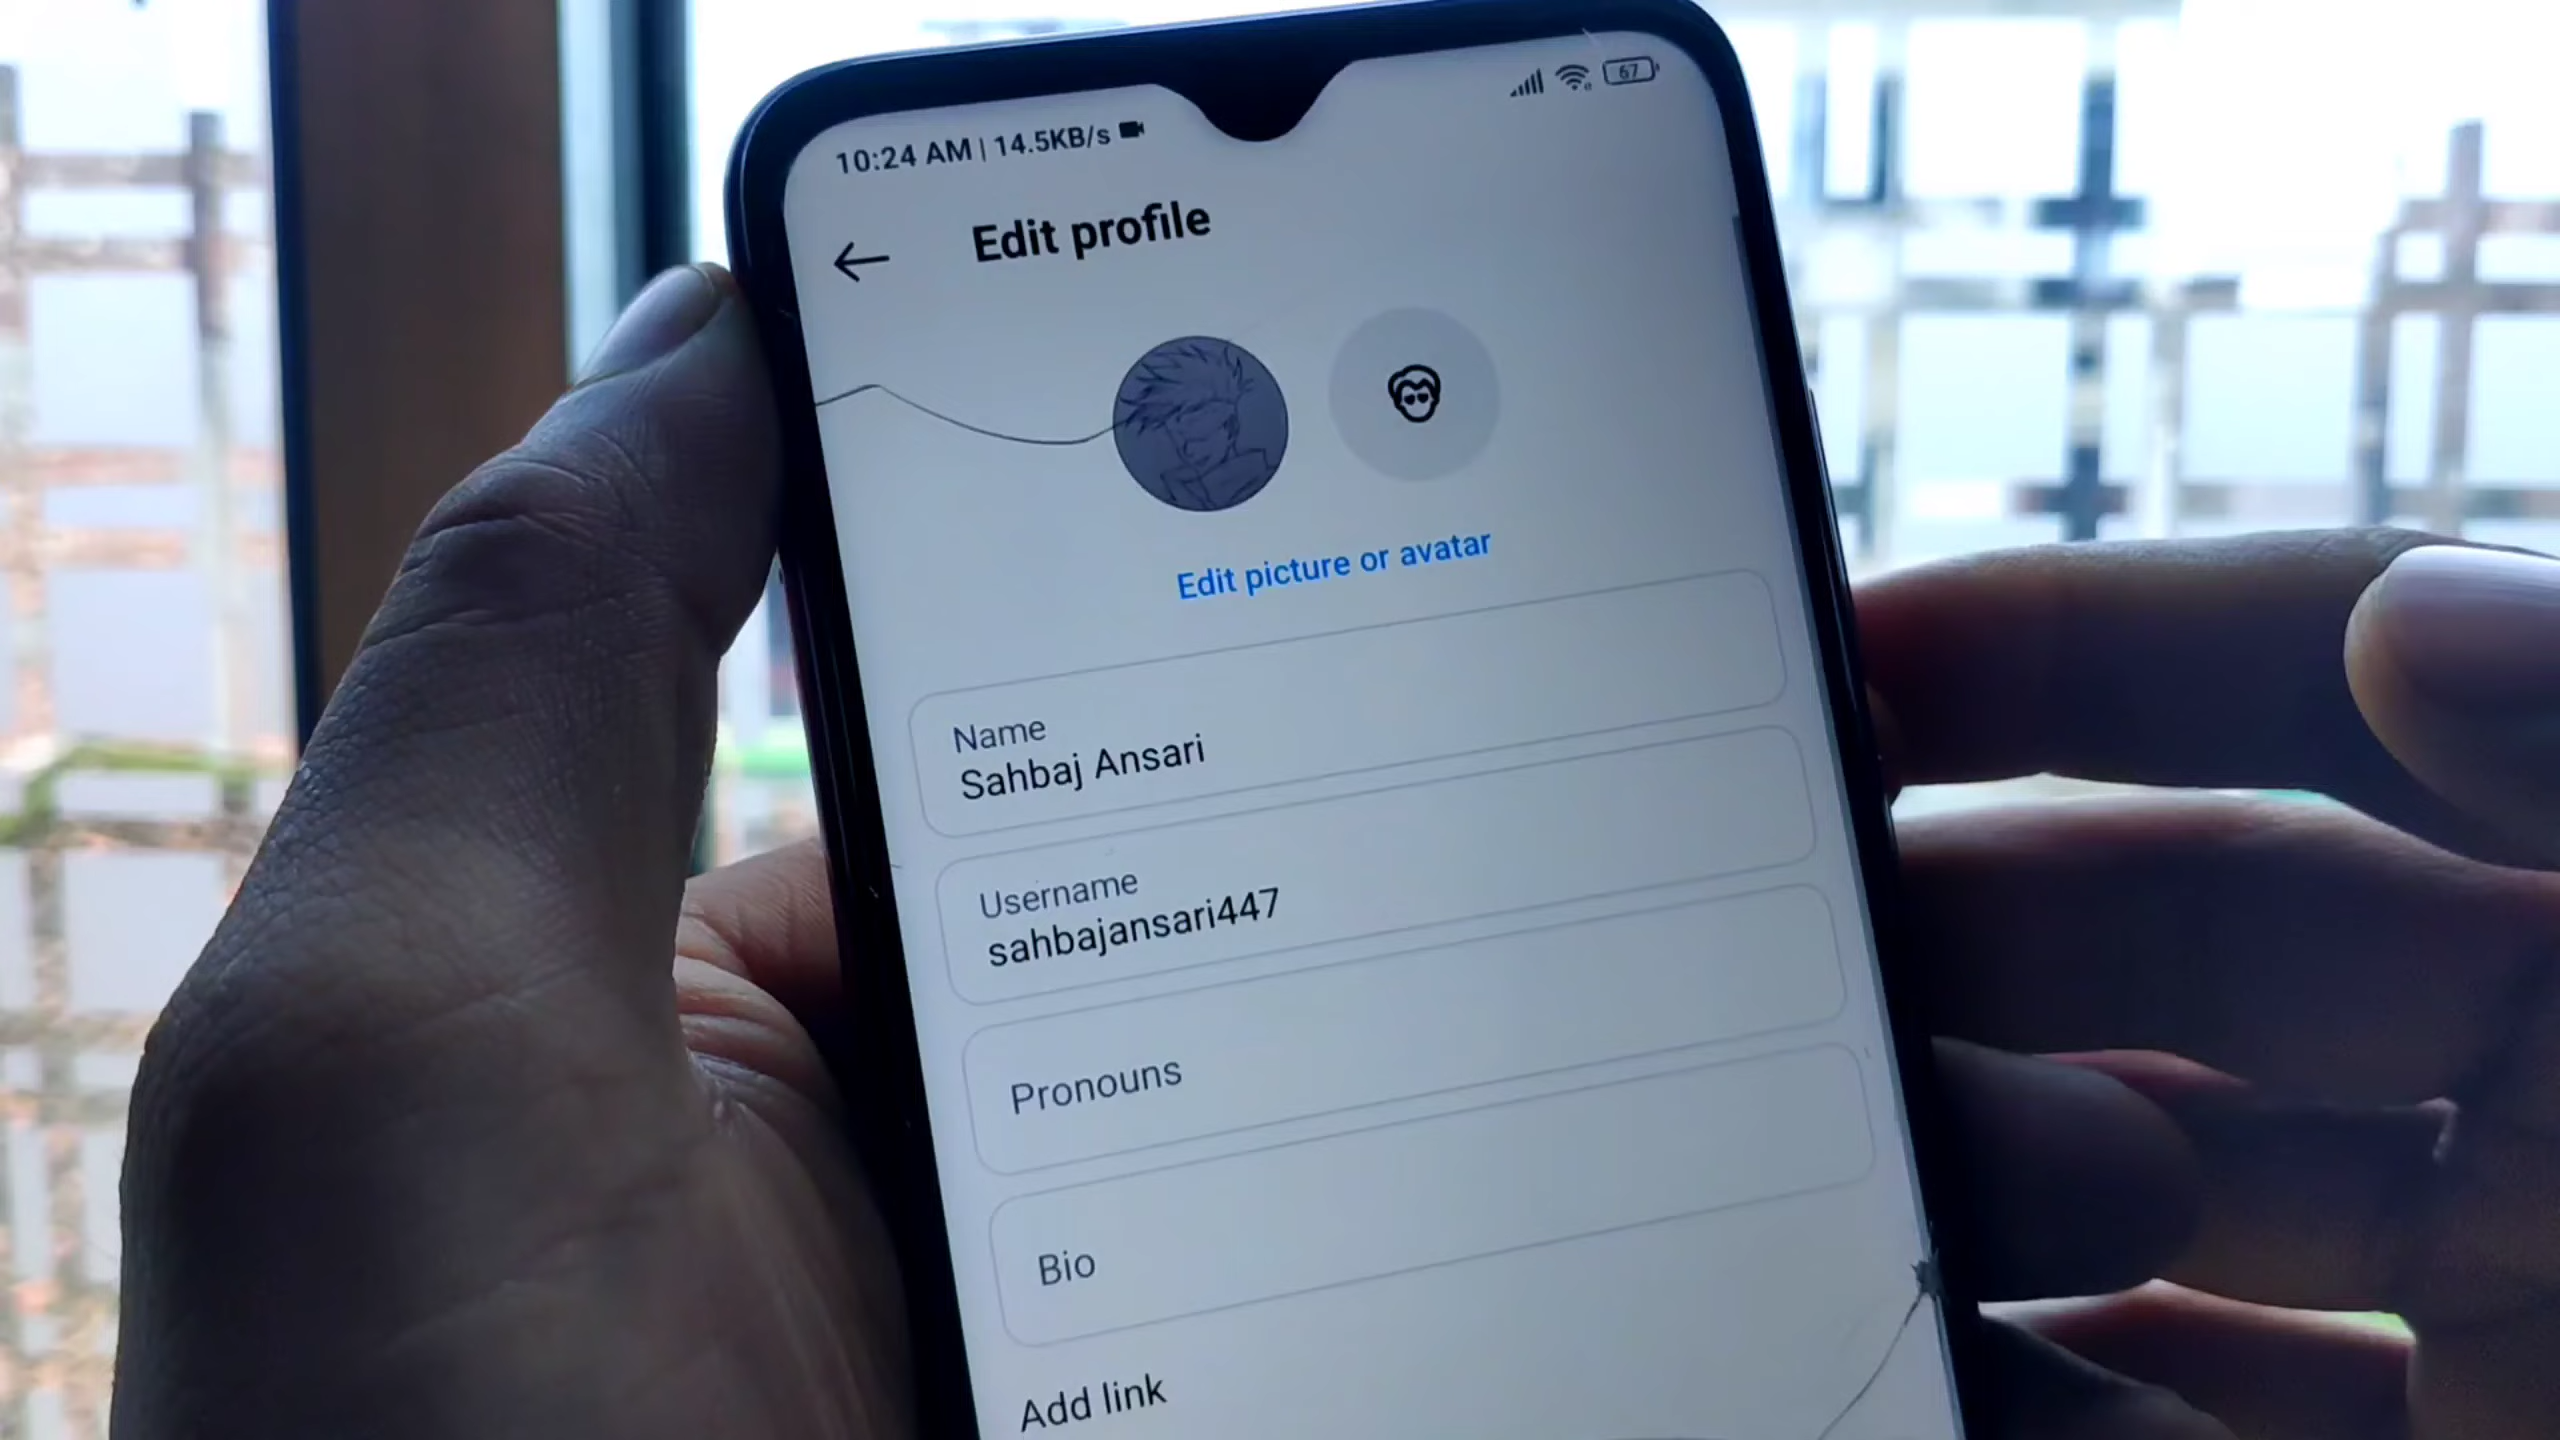 10:24 AM | 14.5KB/s
67
Edit profile
Edit picture or avatar
Name
Sahbaj Ansari
Username
sahbajansari447
Pronouns
Bio
Add link